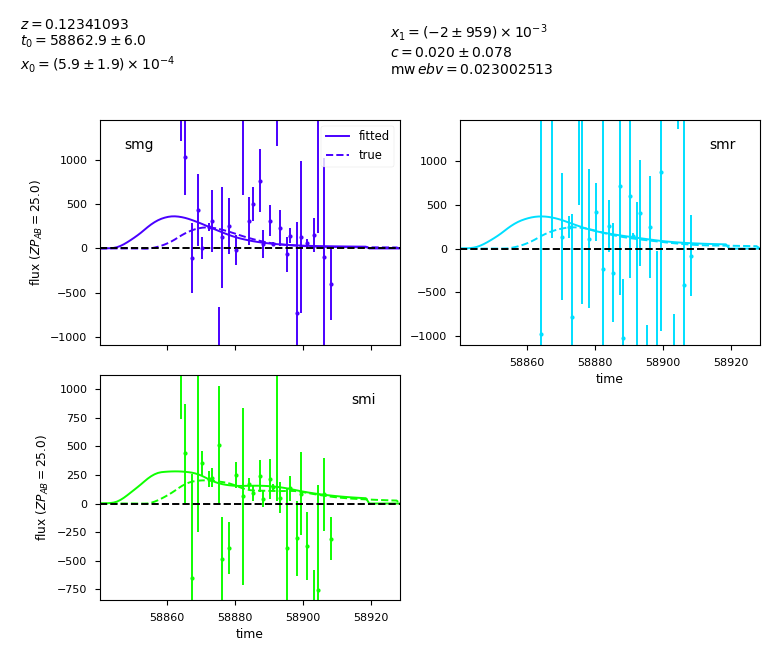 z = 0.12341093
t₀ = 58862.9 ± 6.0
x₀ = (5.9 ± 1.9) × 10⁻⁴
x₁ = (−2 ± 959) × 10⁻³
c = 0.020 ± 0.078
mw ebv = 0.023002513
smg
fitted
true
1000
500
0
−500
−1000
flux (ZP_AB = 25.0)
smr
1000
500
0
−500
−1000
58860 58880 58900 58920
time
smi
1000
750
500
250
0
−250
−500
−750
flux (ZP_AB = 25.0)
58860 58880 58900 58920
time